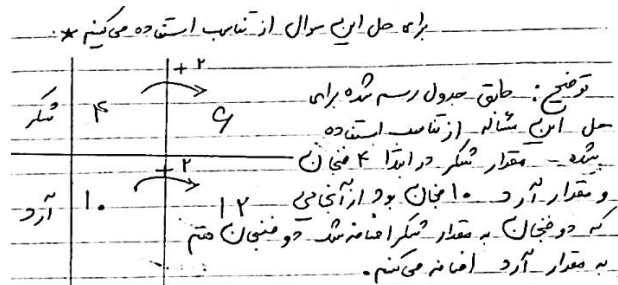 برای حل این سوال از تناسب استفاده می‌کنیم *
+۲
شکر ۴ ۶
+۲
آرد ۱۰ ۱۲
توضیح: طبق جدول رسم شده برای
حل این مسئاله از تناسب استفاده
شده - مقدار شکر در ابتدا ۴ فنجان
و مقدار آرد ۱۰ فنجان بود از آنجایی
که دو فنجان به مقدار شکر اضافه شد دو فنجان هم
به مقدار آرد اضافه می‌کنیم.